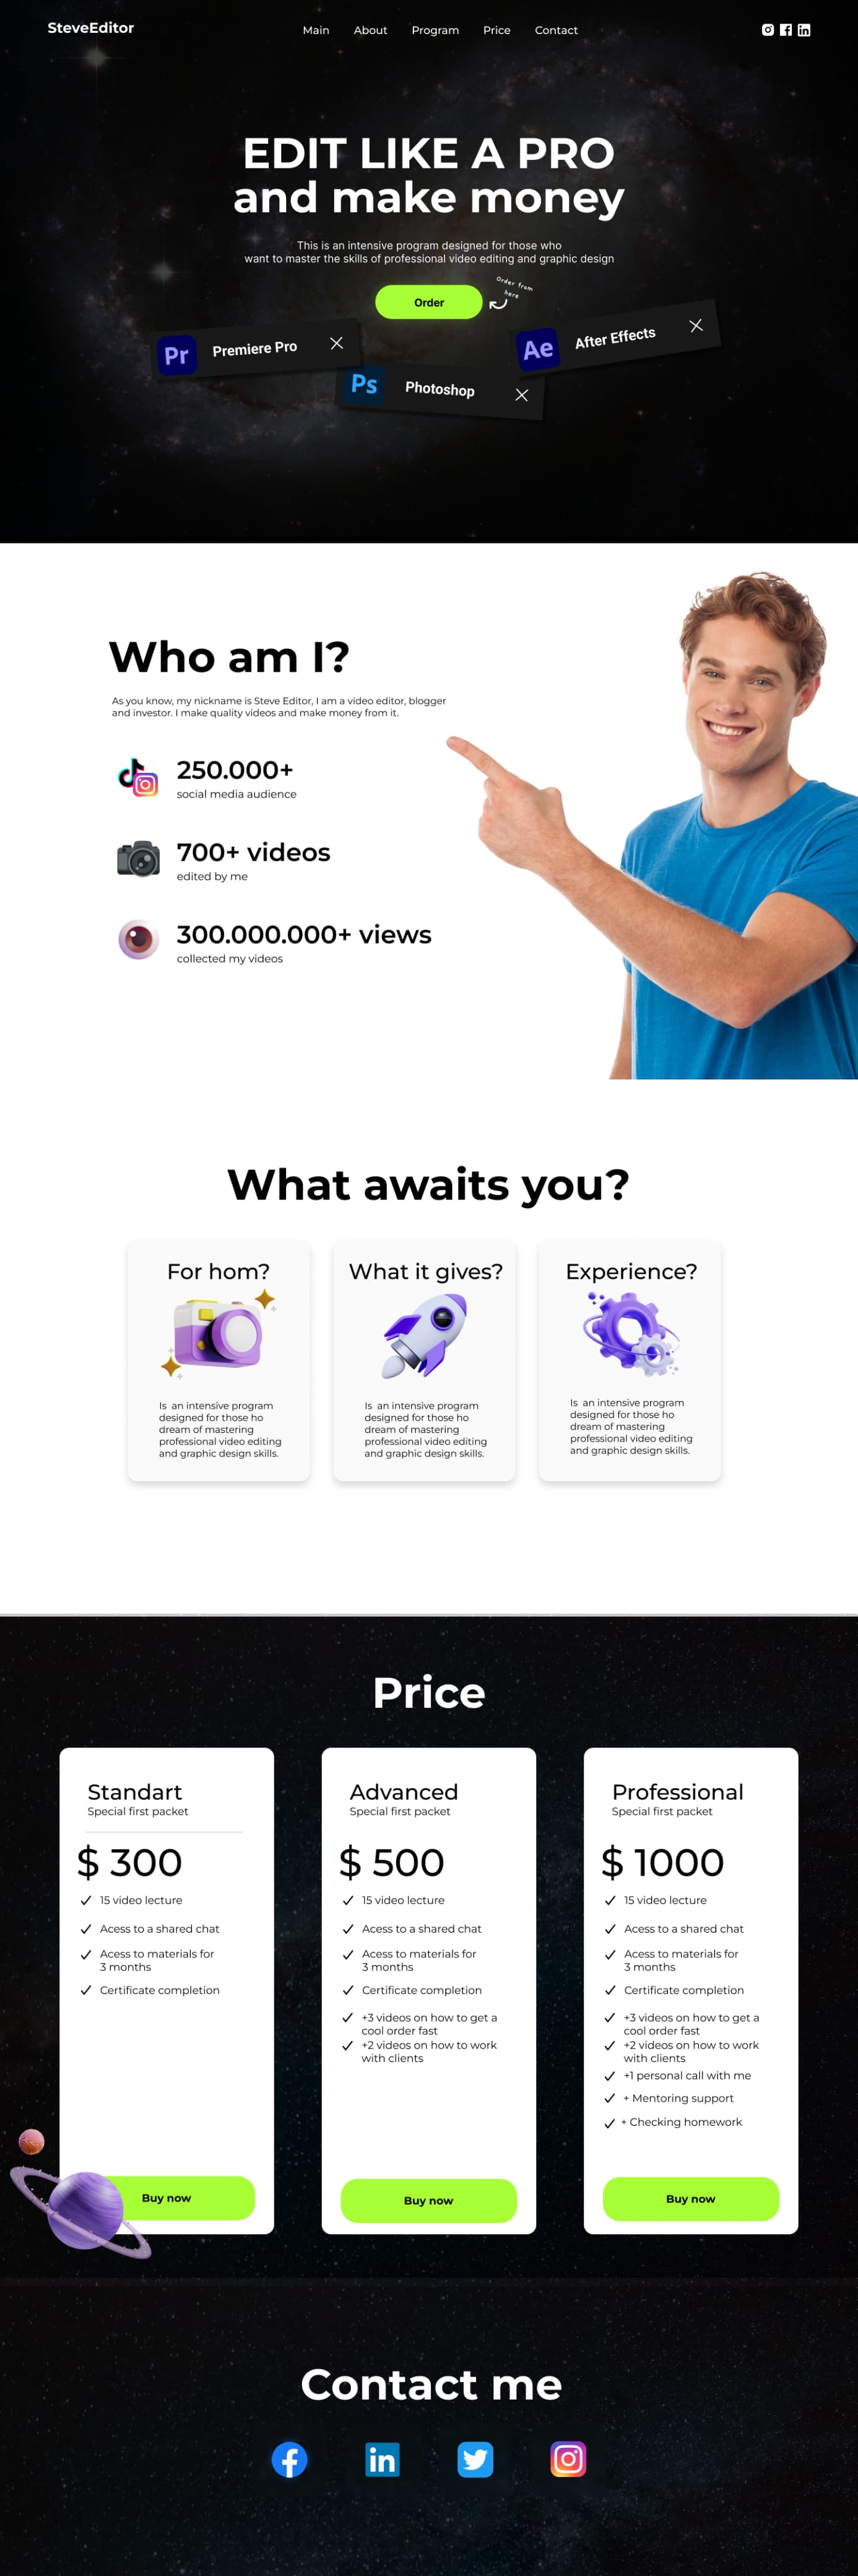 SteveEditor
Main
About
Program
Price
Contact
EDIT LIKE A PRO
and make money
This is an intensive program designed for those who
want to master the skills of professional video editing and graphic design
Order
Order from
here
Pr
Premiere Pro
Ps
Photoshop
Ae
After Effects
Who am I?
As you know, my nickname is Steve Editor, I am a video editor, blogger
and investor. I make quality videos and make money from it.
250.000+
social media audience
700+ videos
edited by me
300.000.000+ views
collected my videos
What awaits you?
For hom?
Is an intensive program
designed for those ho
dream of mastering
professional video editing
and graphic design skills.
What it gives?
Is an intensive program
designed for those ho
dream of mastering
professional video editing
and graphic design skills.
Experience?
Is an intensive program
designed for those ho
dream of mastering
professional video editing
and graphic design skills.
Price
Standart
Special first packet
$ 300
15 video lecture
Acess to a shared chat
Acess to materials for
3 months
Certificate completion
Buy now
Advanced
Special first packet
$ 500
15 video lecture
Acess to a shared chat
Acess to materials for
3 months
Certificate completion
+3 videos on how to get a
cool order fast
+2 videos on how to work
with clients
Buy now
Professional
Special first packet
$ 1000
15 video lecture
Acess to a shared chat
Acess to materials for
3 months
Certificate completion
+3 videos on how to get a
cool order fast
+2 videos on how to work
with clients
+1 personal call with me
+ Mentoring support
+ Checking homework
Buy now
Contact me
in